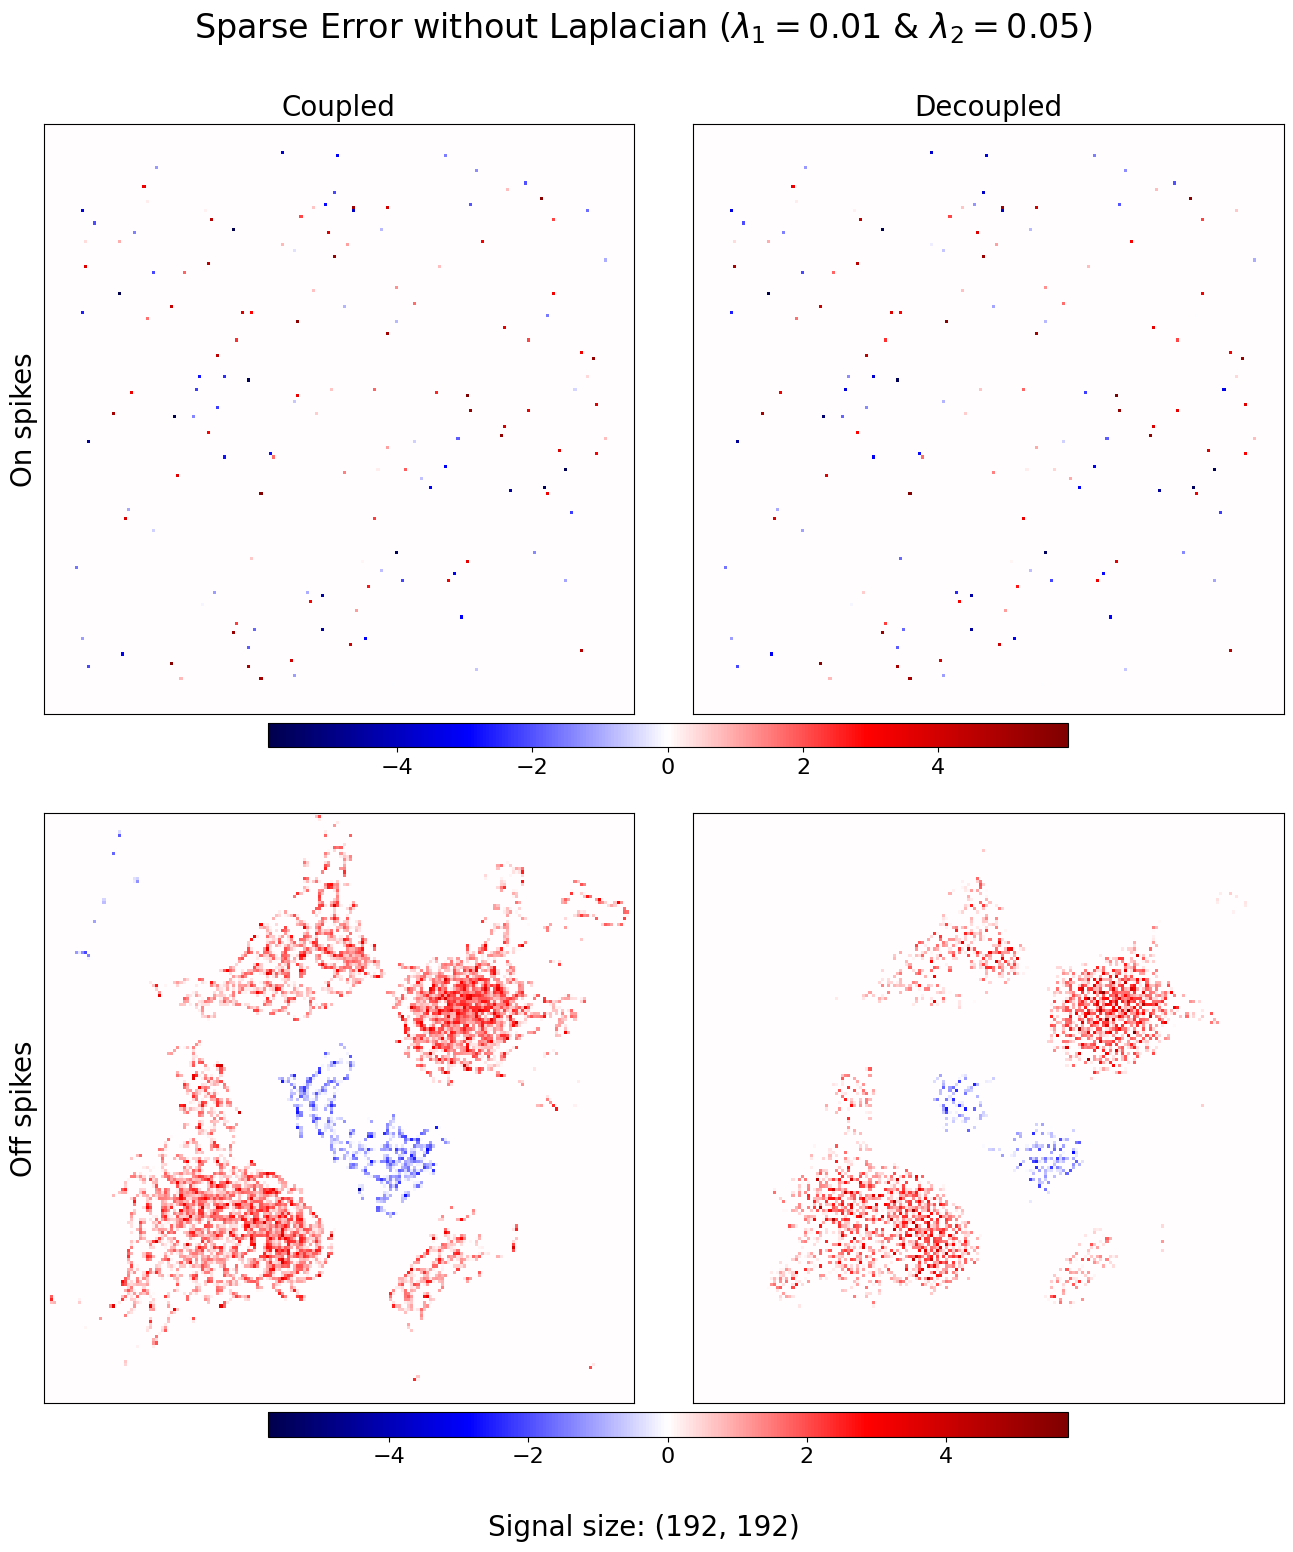 Sparse Error without Laplacian (λ₁ = 0.01 & λ₂ = 0.05)
Coupled Decoupled
On spikes
−4 −2 0 2 4
Off spikes
−4 −2 0 2 4
Signal size: (192, 192)